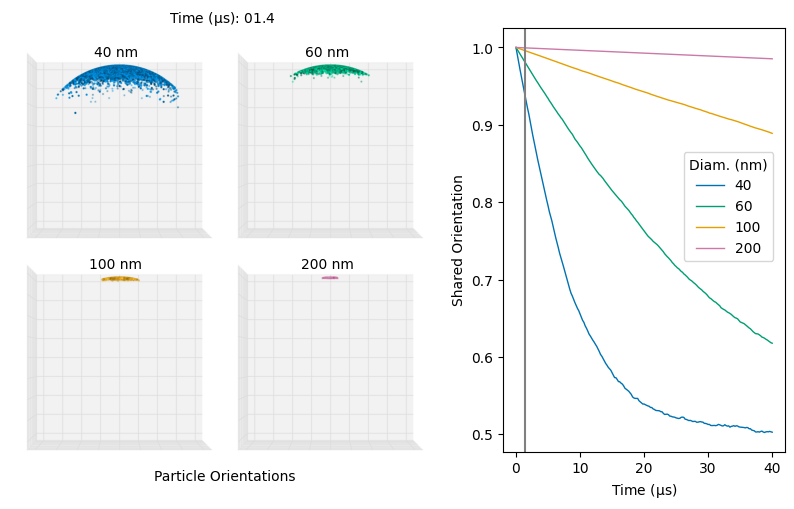 Time (µs): 01.4
40 nm
60 nm
100 nm
200 nm
Particle Orientations
Shared Orientation
1.0
0.9
0.8
0.7
0.6
0.5
Diam. (nm)
40
60
100
200
0
10
20
30
40
Time (µs)